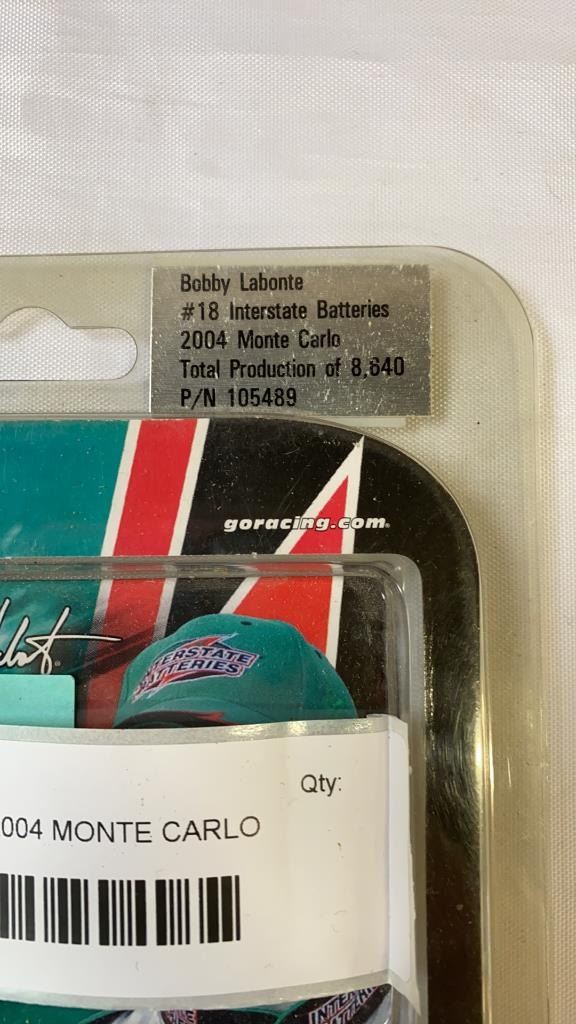 Bobby Labonte
#18 Interstate Batteries
2004 Monte Carlo
Total Production of 8,640
P/N 105489
goracing.com
INTERSTATE
BATTERIES
Qty:
004 MONTE CARLO